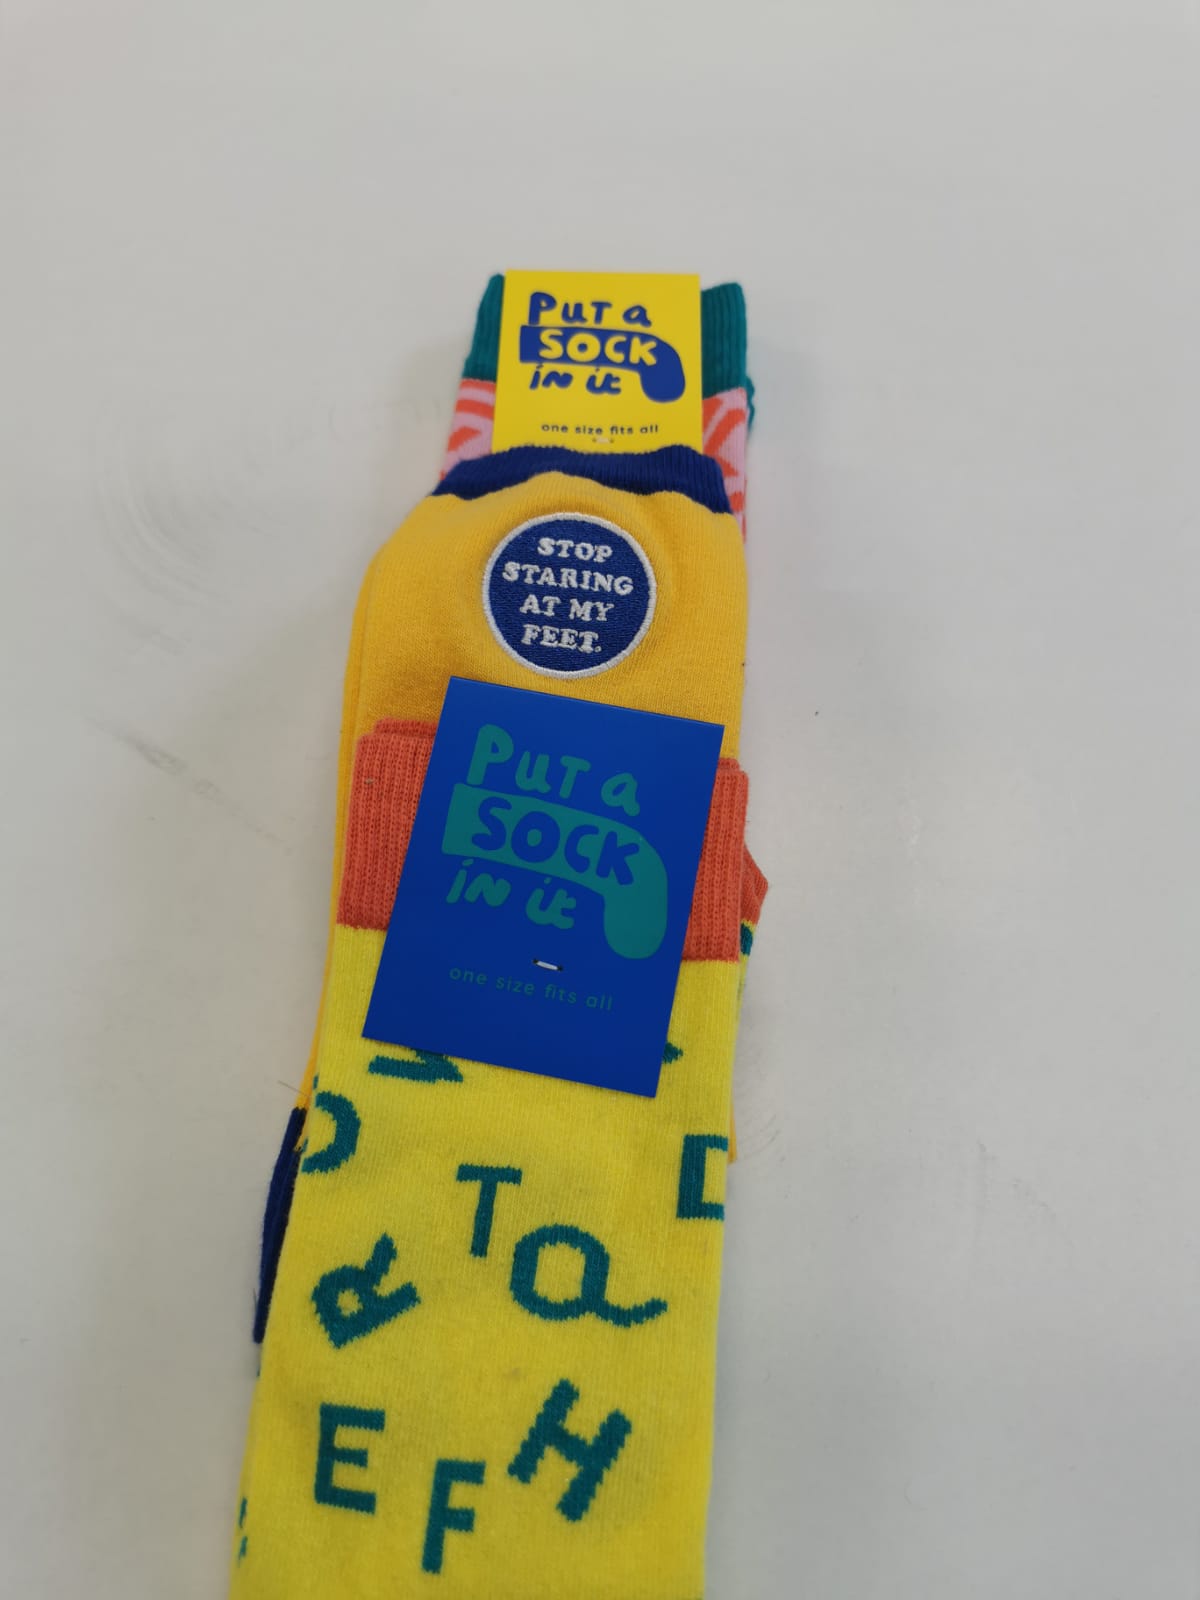 PUT a
SOCK
in it
one size fits all
STOP
STARING
AT MY
FEET.
PUT a
SOCK
in it
one size fits all
D
T
Q
R
E
H
F